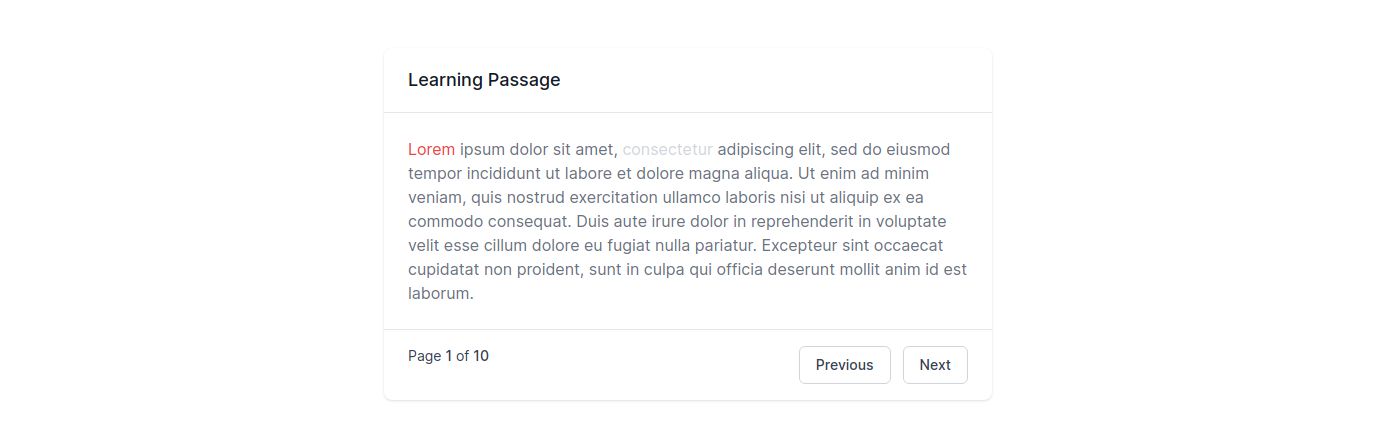 Learning Passage
Lorem ipsum dolor sit amet, consectetur adipiscing elit, sed do eiusmod
tempor incididunt ut labore et dolore magna aliqua. Ut enim ad minim
veniam, quis nostrud exercitation ullamco laboris nisi ut aliquip ex ea
commodo consequat. Duis aute irure dolor in reprehenderit in voluptate
velit esse cillum dolore eu fugiat nulla pariatur. Excepteur sint occaecat
cupidatat non proident, sunt in culpa qui officia deserunt mollit anim id est
laborum.
Page 1 of 10
Previous Next